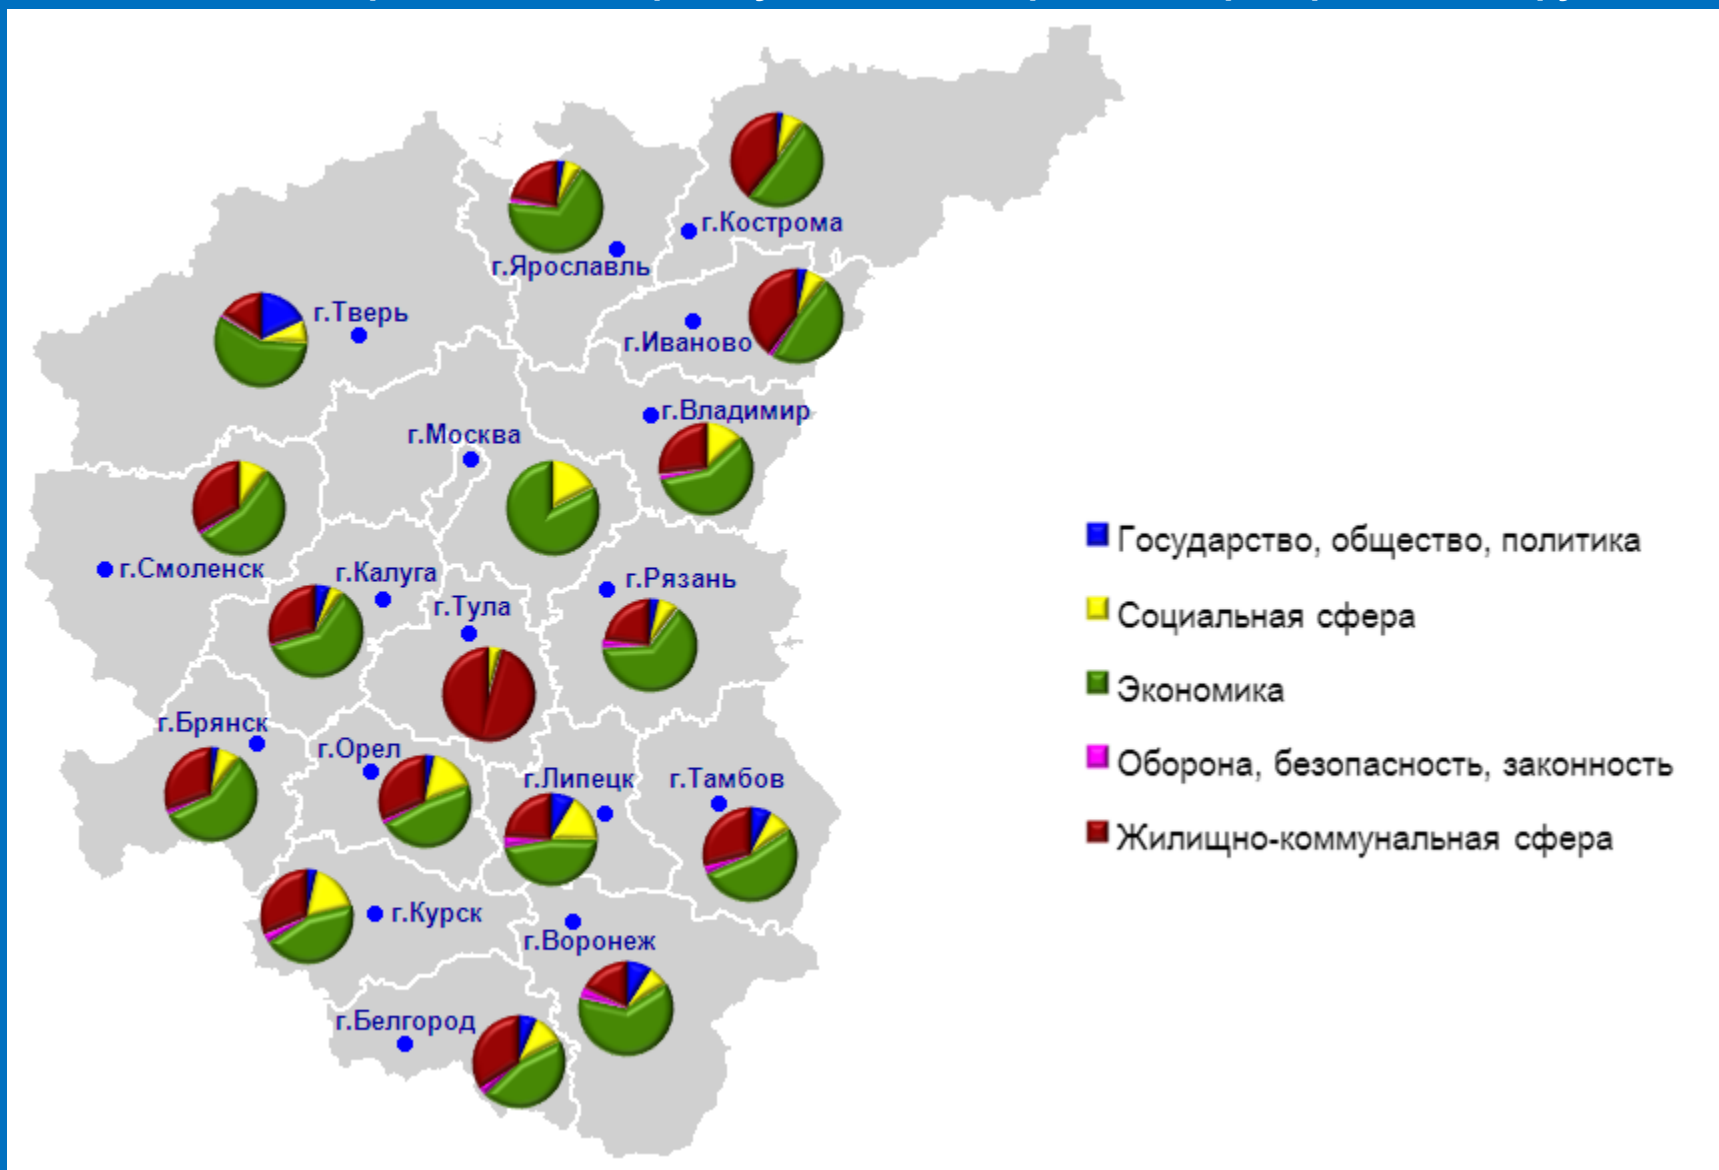 г.Кострома
г.Ярославль
г.Тверь
г.Иваново
г.Владимир
г.Москва
г.Смоленск
г.Калуга
г.Рязань
г.Тула
г.Брянск
г.Орел
г.Липецк
г.Тамбов
г.Курск
г.Воронеж
г.Белгород
Государство, общество, политика
Социальная сфера
Экономика
Оборона, безопасность, законность
Жилищно-коммунальная сфера